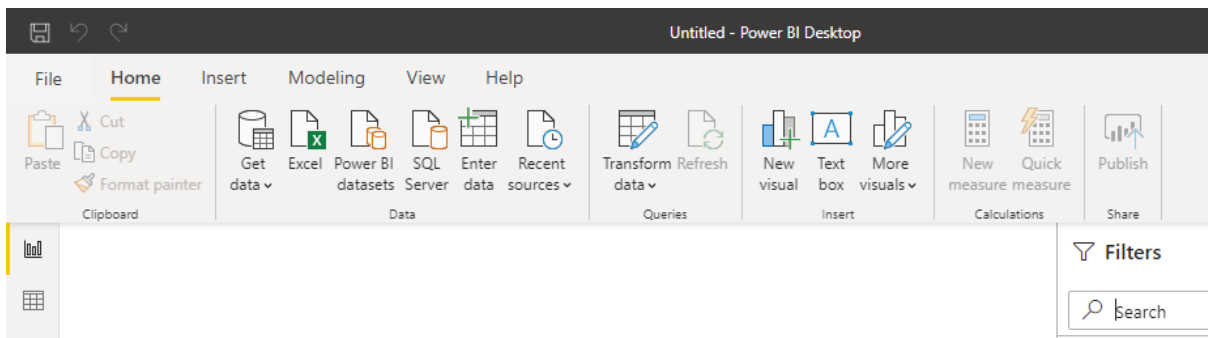 Untitled - Power BI Desktop
File Home Insert Modeling View Help
Paste
Cut
Copy
Format painter
Clipboard
Get data
Excel
Power BI datasets
SQL Server
Enter data
Recent sources
Data
Transform data
Refresh
Queries
New visual
Text box
More visuals
Insert
New measure
Quick measure
Calculations
Publish
Share
Filters
Search